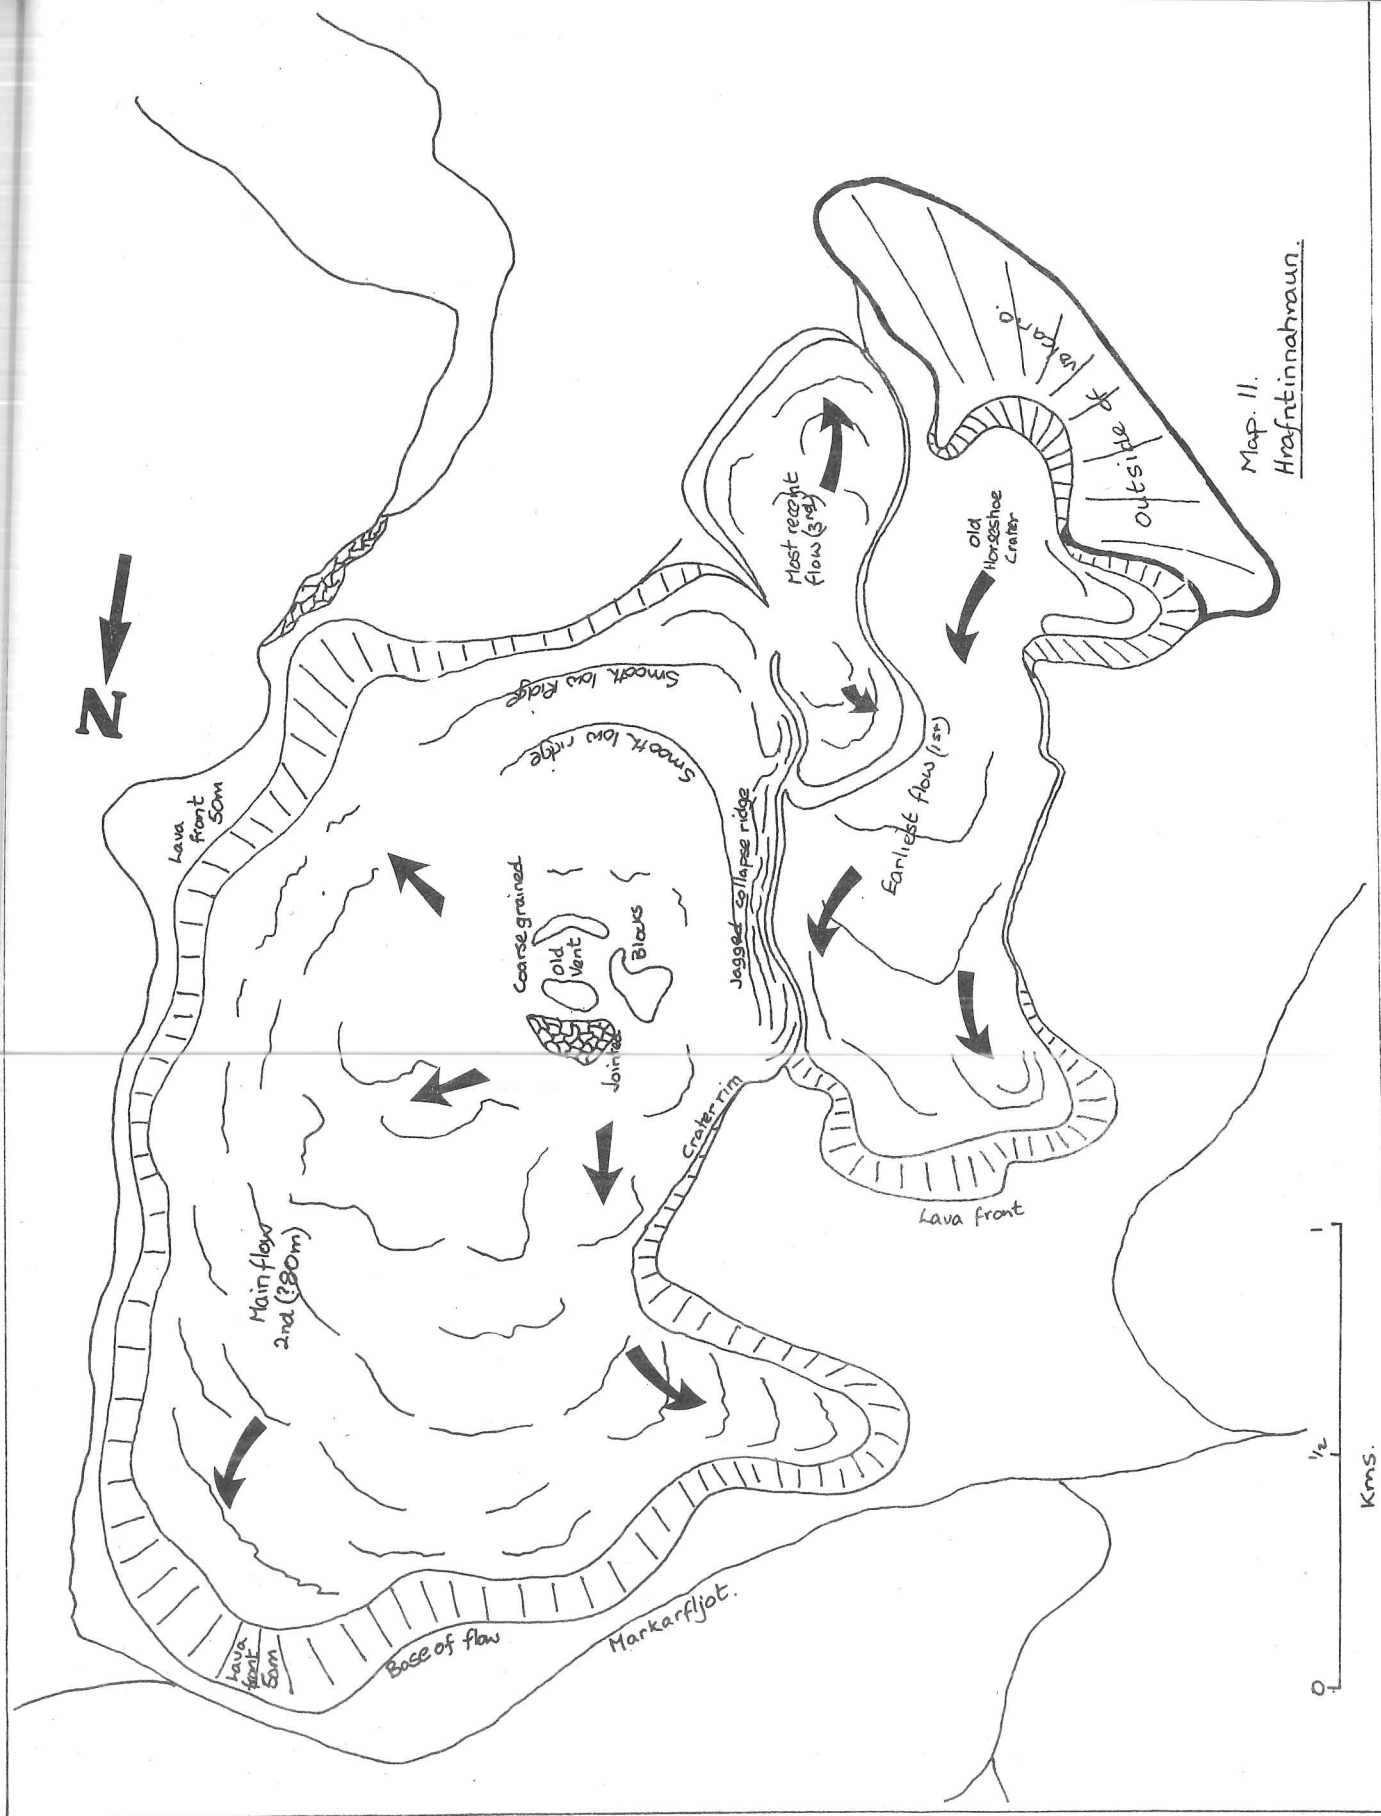 Map. 11.
Hrafntinnahraun.
N
Lava
front
50m
Smooth low Ridge
Smooth low ridge
Most recent
flow (3rd)
Outside of volcano.
Old
Horseshoe
Crater
Earliest flow (1st)
Jagged collapse ridge
Coarse grained
Old
Vent
Blocks
Jointed
Crater rim
Lava front
Main flow
2nd (?80m)
Lava
front
50m
Base of flow
Markarfljot.
0 1/2 1
Kms.